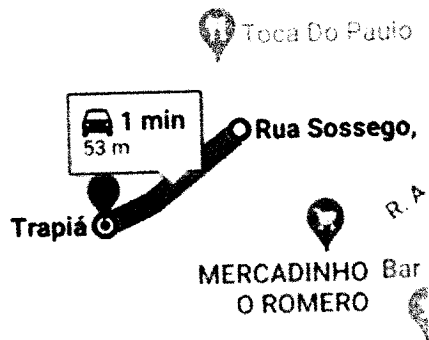 Toca Do Paulo
1 min
53 m
Rua Sossego,
Trapiá
R. A
MERCADINHO
O ROMERO
Bar